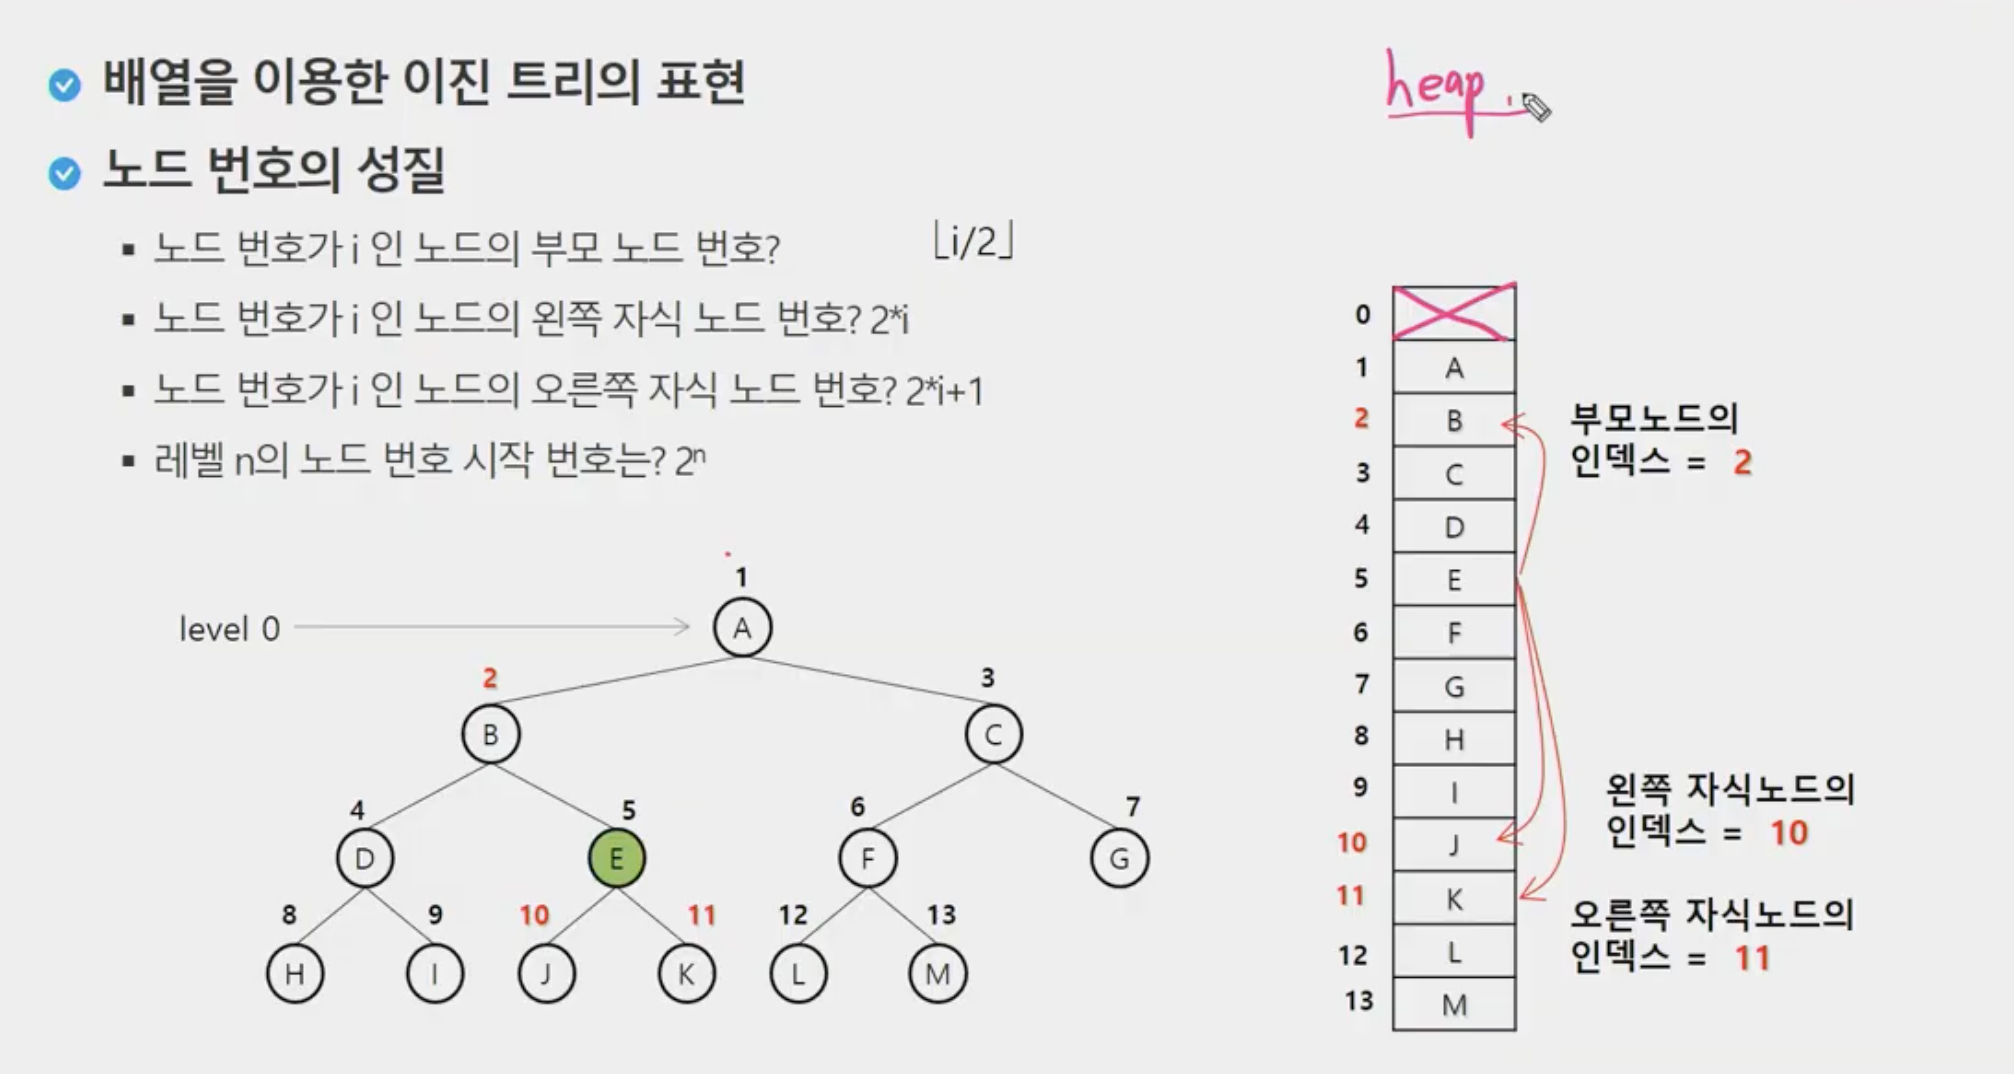 배열을 이용한 이진 트리의 표현
heap
노드 번호의 성질
노드 번호가 i 인 노드의 부모 노드 번호? ⌊i/2⌋
노드 번호가 i 인 노드의 왼쪽 자식 노드 번호? 2*i
노드 번호가 i 인 노드의 오른쪽 자식 노드 번호? 2*i+1
레벨 n의 노드 번호 시작 번호는? 2ⁿ
1
level 0
A
2 3
B C
4 5 6 7
D E F G
8 9 10 11 12 13
H I J K L M
0
1 A
2 B
3 C
4 D
5 E
6 F
7 G
8 H
9 I
10 J
11 K
12 L
13 M
부모노드의
인덱스 = 2
왼쪽 자식노드의
인덱스 = 10
오른쪽 자식노드의
인덱스 = 11